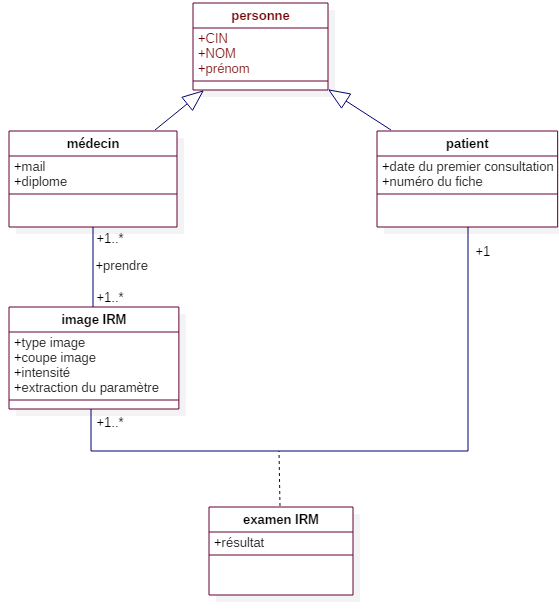 personne
+CIN
+NOM
+prénom
médecin
+mail
+diplome
patient
+date du premier consultation
+numéro du fiche
+1..*
+prendre
+1..*
+1
image IRM
+type image
+coupe image
+intensité
+extraction du paramètre
+1..*
examen IRM
+résultat